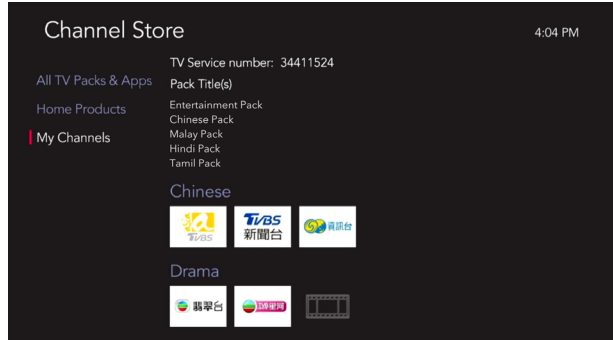 Channel Store
4:04 PM
TV Service number: 34411524
All TV Packs & Apps
Pack Title(s)
Home Products
Entertainment Pack
Chinese Pack
My Channels
Malay Pack
Hindi Pack
Tamil Pack
Chinese
TVBS
TVBS
新聞台
資訊台
Drama
翡翠台